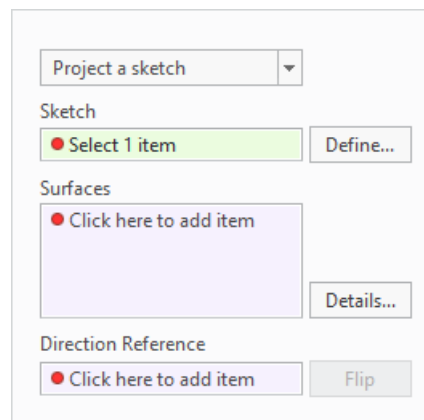 Project a sketch
Sketch
Select 1 item
Define...
Surfaces
Click here to add item
Details...
Direction Reference
Click here to add item
Flip